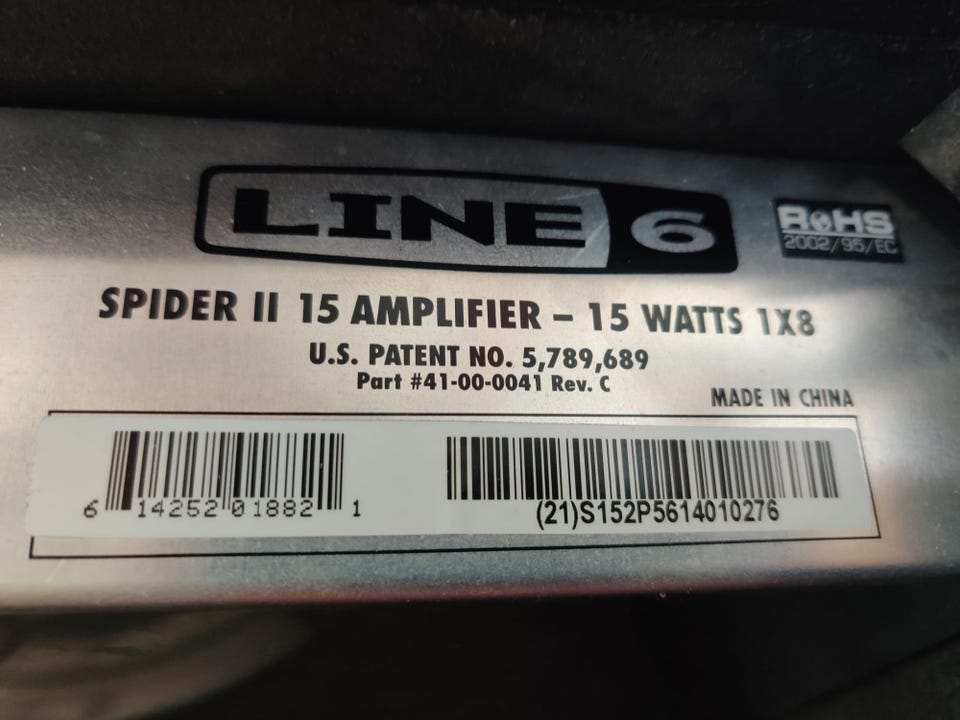 LINE 6
RoHS
2002/95/EC
SPIDER II 15 AMPLIFIER – 15 WATTS 1X8
U.S. PATENT NO. 5,789,689
Part #41-00-0041 Rev. C
MADE IN CHINA
6 14252 01882 1
(21)S152P5614010276